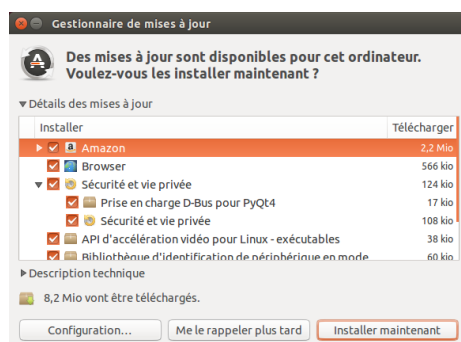 Gestionnaire de mises à jour
Des mises à jour sont disponibles pour cet ordinateur.
Voulez-vous les installer maintenant ?
Détails des mises à jour
Installer Télécharger
Amazon 2,2 Mio
Browser 566 kio
Sécurité et vie privée 124 kio
Prise en charge D-Bus pour PyQt4 17 kio
Sécurité et vie privée 108 kio
API d'accélération vidéo pour Linux - exécutables 38 kio
Bibliothèque d'identification de périphérique en mode 60 kio
Description technique
8,2 Mio vont être téléchargés.
Configuration... Me le rappeler plus tard Installer maintenant